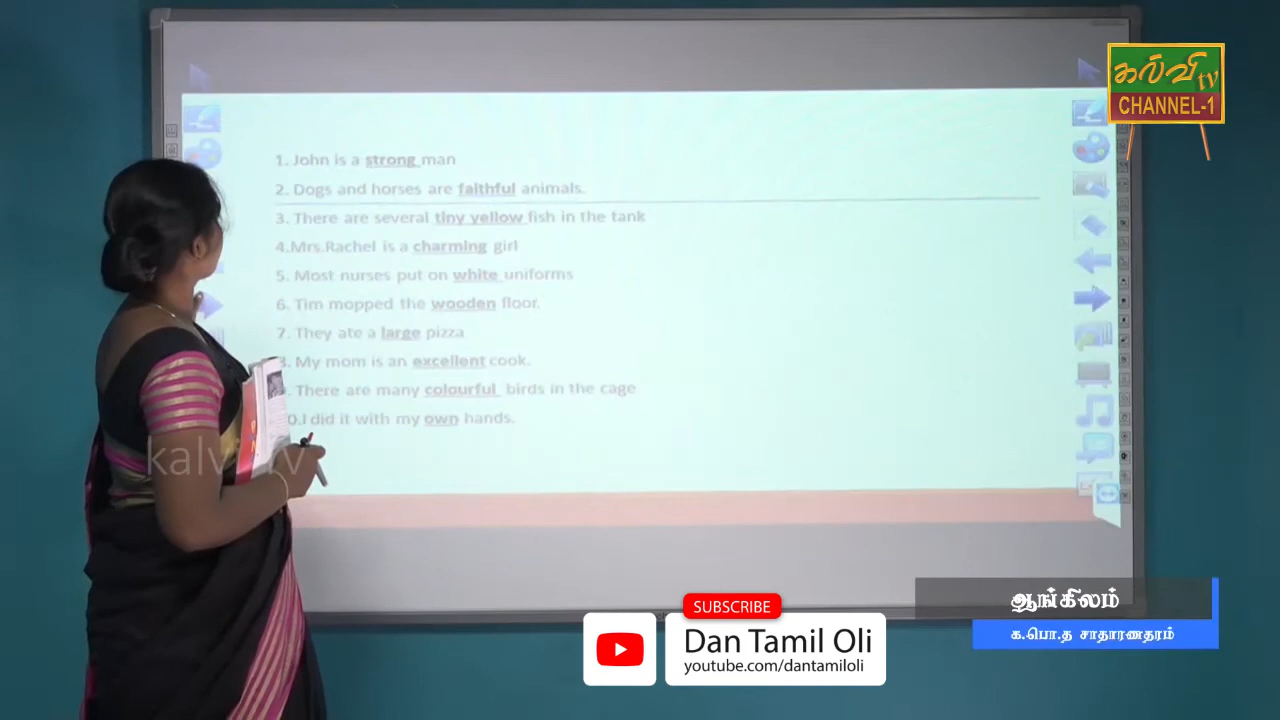 கல்வி
tv
CHANNEL-1
1. John is a strong man
2. Dogs and horses are faithful animals.
3. There are several tiny yellow fish in the tank
4.Mrs.Rachel is a charming girl
5. Most nurses put on white uniforms
6. Tim mopped the wooden floor.
7. They ate a large pizza
8. My mom is an excellent cook.
. There are many colourful birds in the cage
0.I did it with my own hands.
kalvi TV
ஆங்கிலம்
க.பொ.த சாதாரணதரம்
SUBSCRIBE
Dan Tamil Oli
youtube.com/dantamiloli